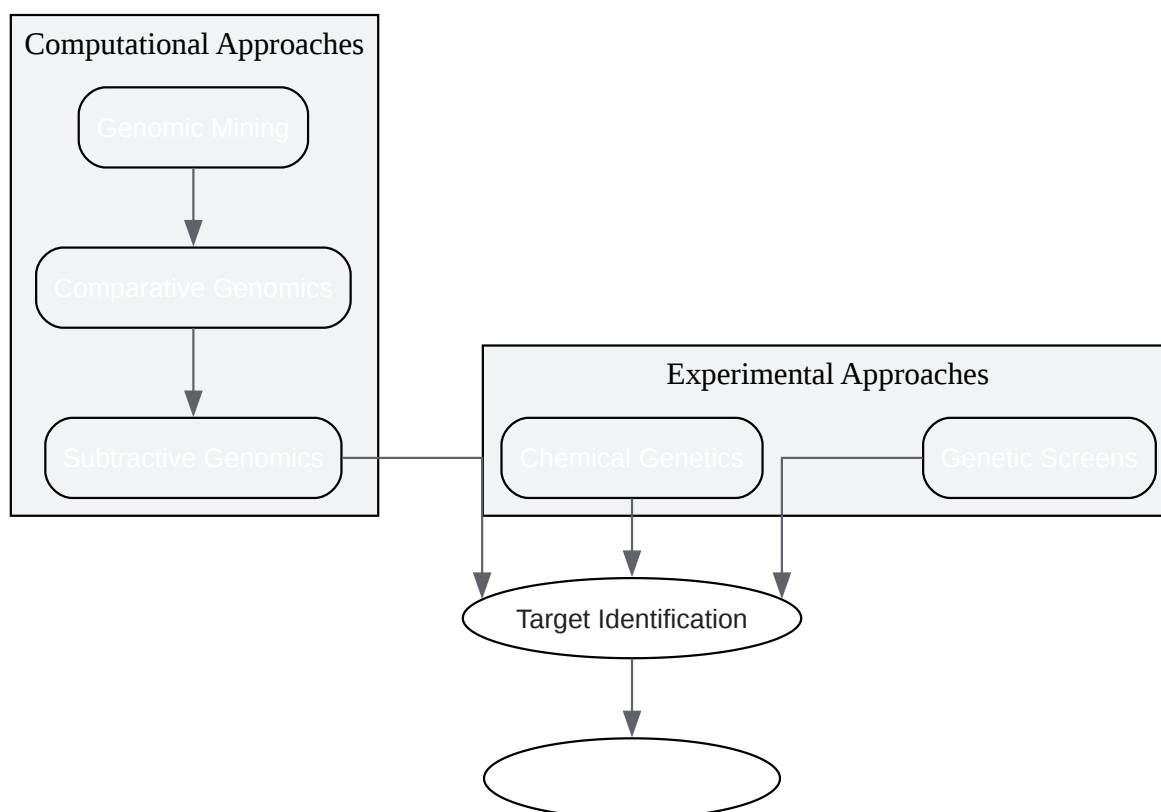 Computational Approaches
Genomic Mining
Comparative Genomics
Experimental Approaches
Subtractive Genomics
Chemical Genetics
Genetic Screens
Target Identification